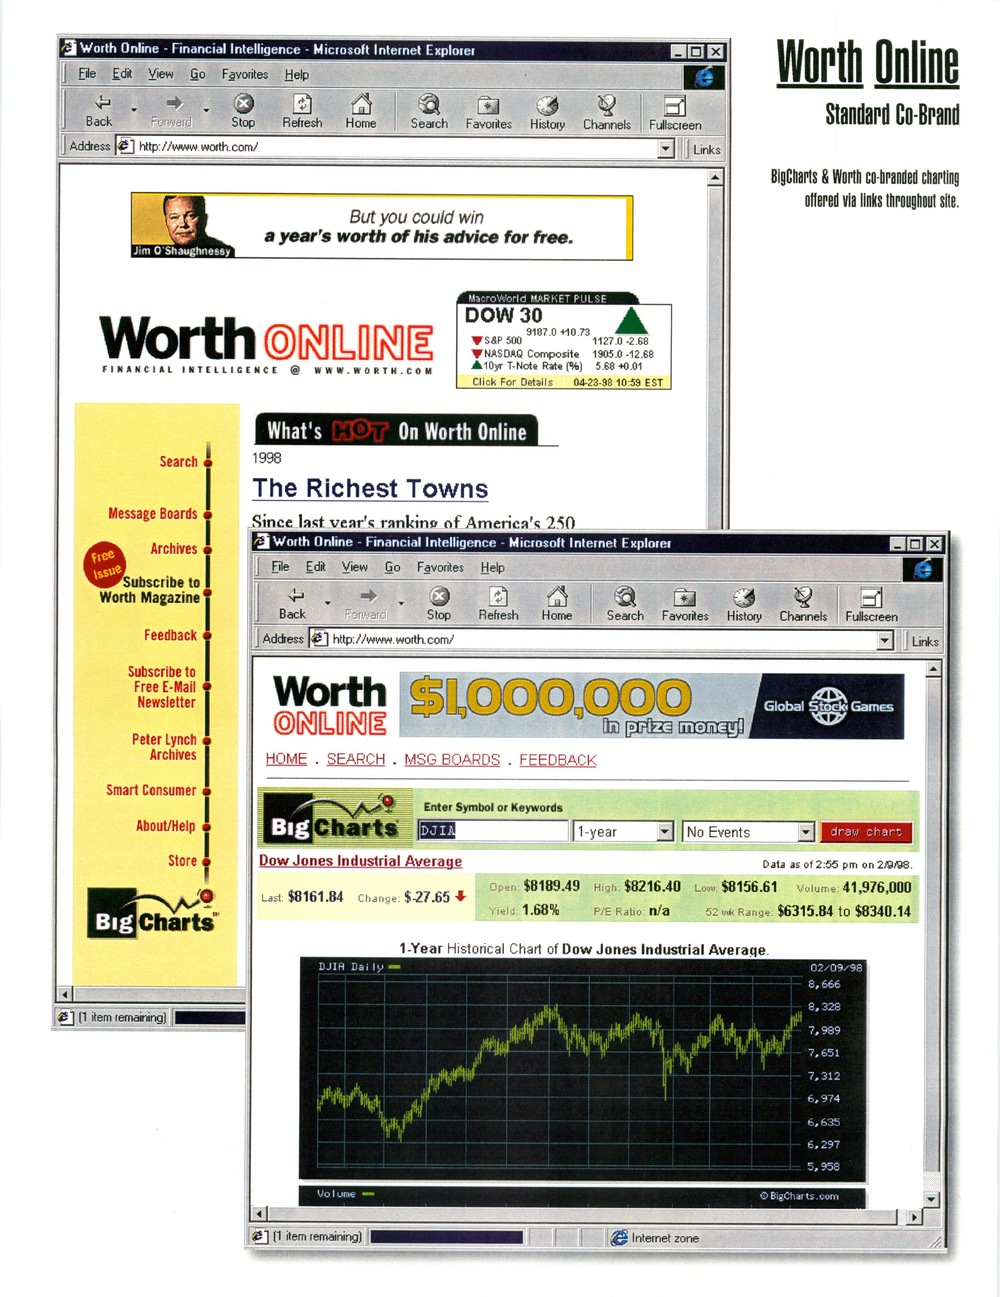 Worth Online
Standard Co-Brand
BigCharts & Worth co-branded charting
offered via links throughout site.
Worth Online - Financial Intelligence - Microsoft Internet Explorer
File Edit View Go Favorites Help
Back Forward Stop Refresh Home Search Favorites History Channels Fullscreen
Address http://www.worth.com/ Links
But you could win
a year's worth of his advice for free.
Jim O'Shaughnessy
Worth ONLINE
FINANCIAL INTELLIGENCE @ WWW.WORTH.COM
MacroWorld MARKET PULSE
DOW 30
9187.0 +10.73
S&P 500 1127.0 -2.68
NASDAQ Composite 1905.0 -12.68
10yr T-Note Rate (%) 5.68 +0.01
Click For Details 04-23-98 10:59 EST
Search
Message Boards
Archives
Free
Issue
Subscribe to
Worth Magazine
Feedback
Subscribe to
Free E-Mail
Newsletter
Peter Lynch
Archives
Smart Consumer
About/Help
Store
BigCharts SM
What's HOT On Worth Online
1998
The Richest Towns
Since last year's ranking of America's 250
(1 item remaining)
Worth Online - Financial Intelligence - Microsoft Internet Explorer
File Edit View Go Favorites Help
Back Forward Stop Refresh Home Search Favorites History Channels Fullscreen
Address http://www.worth.com/ Links
Worth
ONLINE
$1,000,000
in prize money!
Global Stock Games
HOME . SEARCH . MSG BOARDS . FEEDBACK
BigCharts
Enter Symbol or Keywords
DJIA 1-year No Events draw chart
Dow Jones Industrial Average Data as of 2:55 pm on 2/9/98.
Last: $8161.84 Change: $-27.65 Open: $8189.49 High: $8216.40 Low: $8156.61 Volume: 41,976,000
Yield: 1.68% P/E Ratio: n/a 52 wk Range: $6315.84 to $8340.14
1-Year Historical Chart of Dow Jones Industrial Average.
DJIA Daily 02/09/98
8,666
8,328
7,989
7,651
7,312
6,974
6,635
6,297
5,958
Volume © BigCharts.com
(1 item remaining) Internet zone